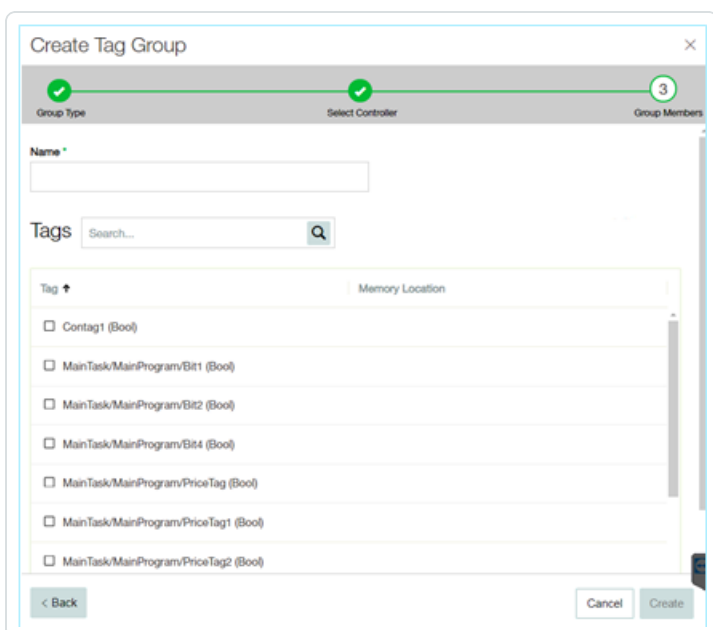 Create Tag Group ×
3
Group Type Select Controller Group Members
Name *
Tags Search...
Tag ↑ Memory Location
Contag1 (Bool)
MainTask/MainProgram/Bit1 (Bool)
MainTask/MainProgram/Bit2 (Bool)
MainTask/MainProgram/Bit4 (Bool)
MainTask/MainProgram/PriceTag (Bool)
MainTask/MainProgram/PriceTag1 (Bool)
MainTask/MainProgram/PriceTag2 (Bool)
< Back Cancel Create